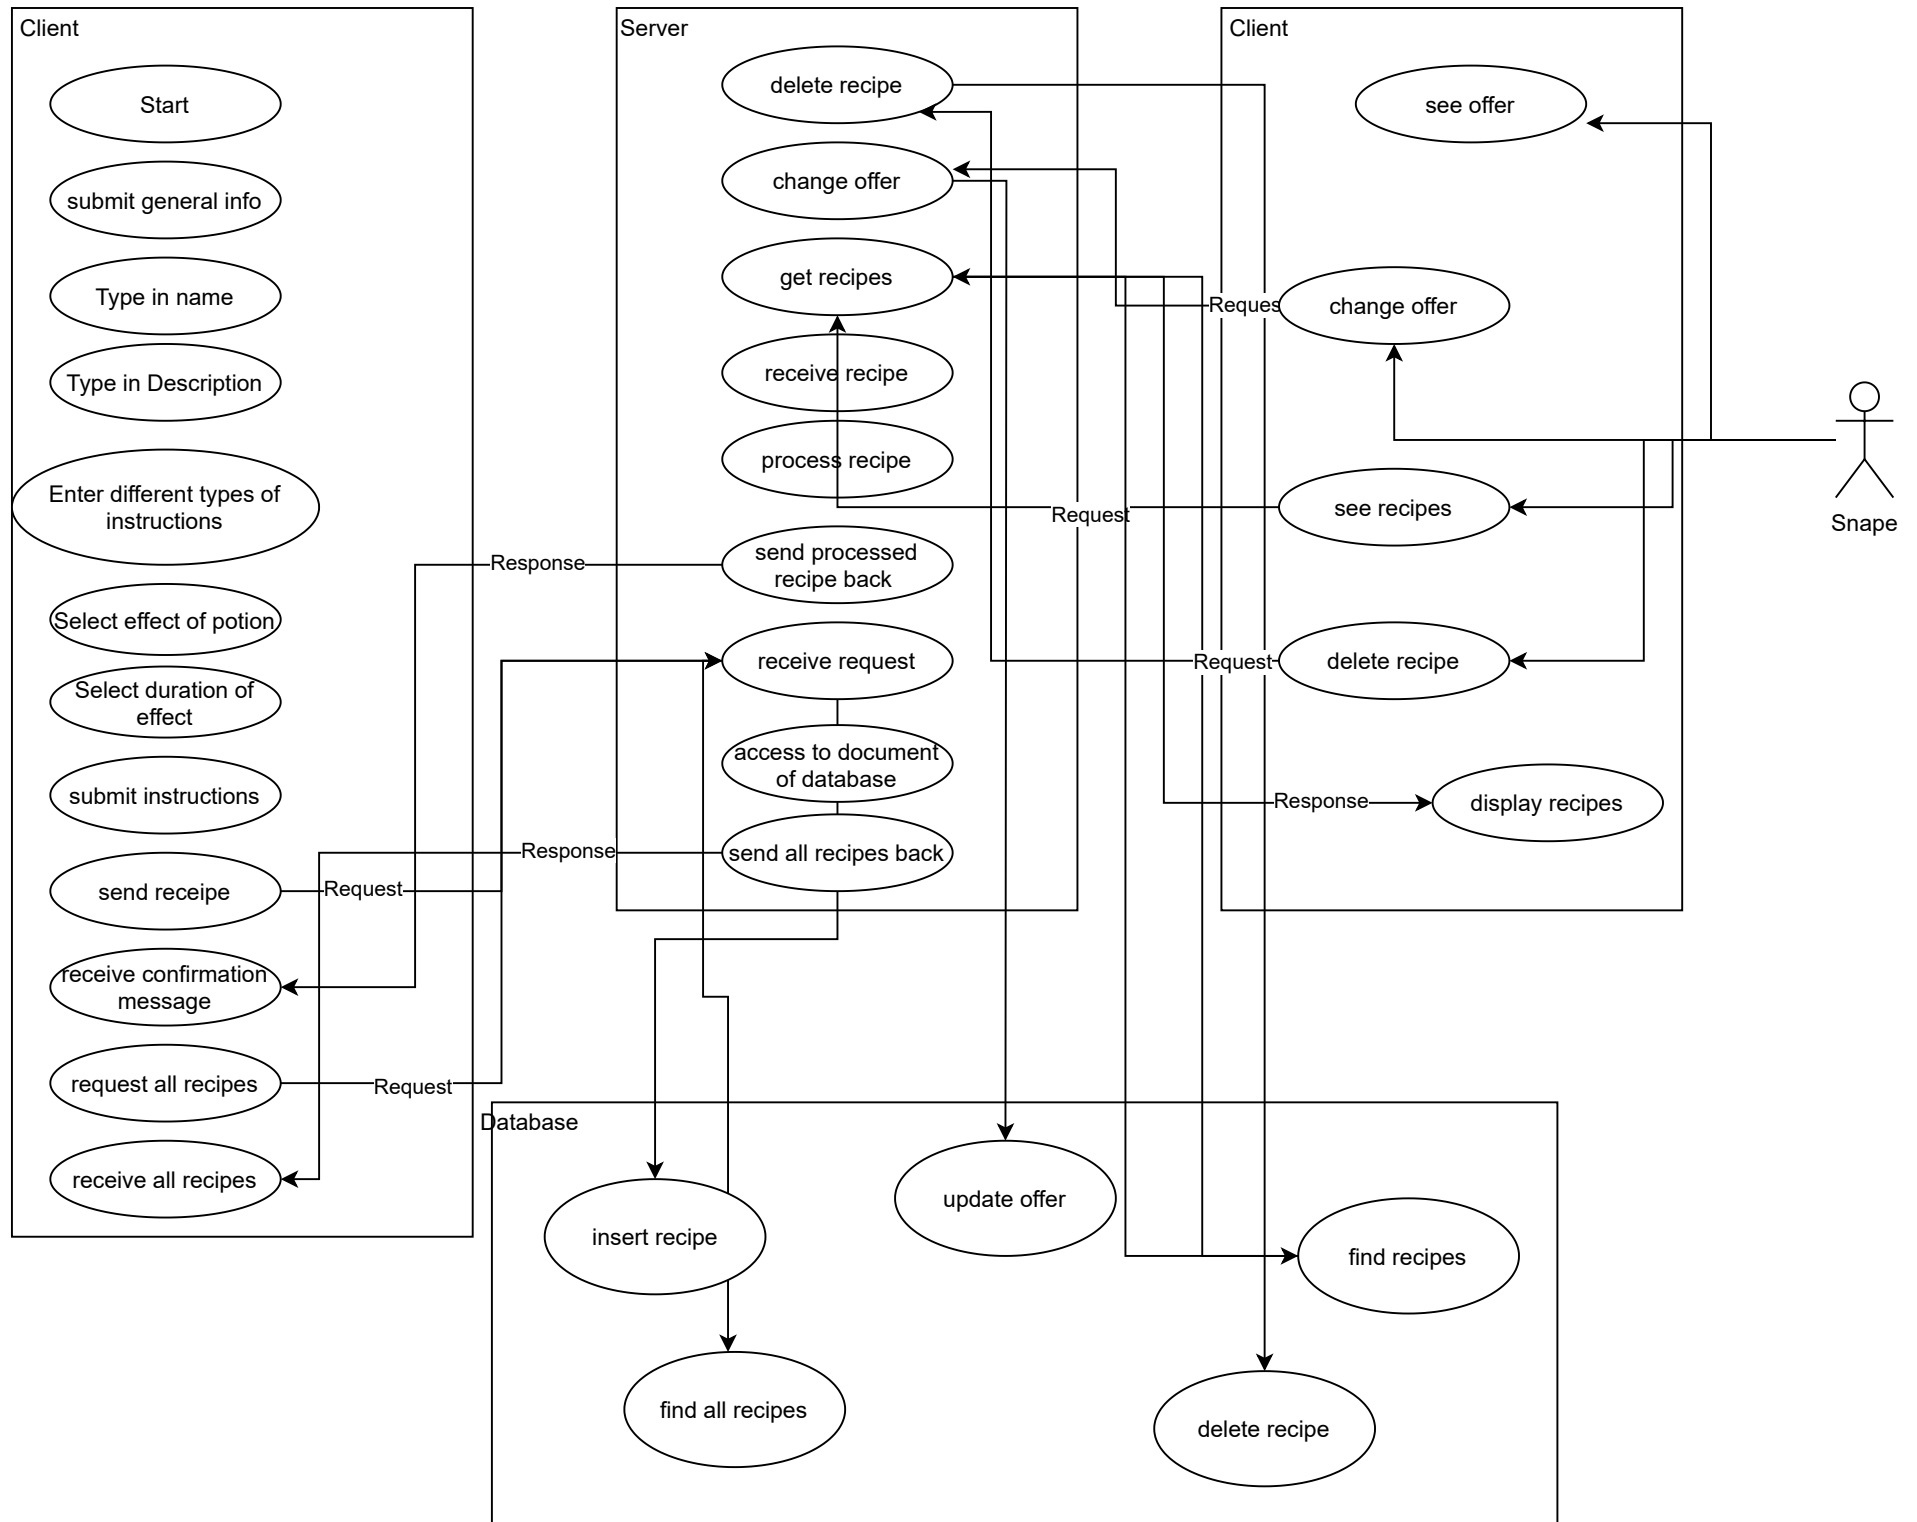 Client
Start
submit general info
Type in name
Type in Description
Enter different types of
instructions
Select effect of potion
Select duration of
effect
submit instructions
send receipe
receive confirmation
message
request all recipes
receive all recipes
Response
Response
Request
Request
Server
delete recipe
change offer
get recipes
receive recipe
process recipe
send processed
recipe back
receive request
access to document
of database
send all recipes back
Reques
Request
Request
Response
Client
see offer
change offer
see recipes
delete recipe
display recipes
Snape
Database
insert recipe
update offer
find recipes
find all recipes
delete recipe